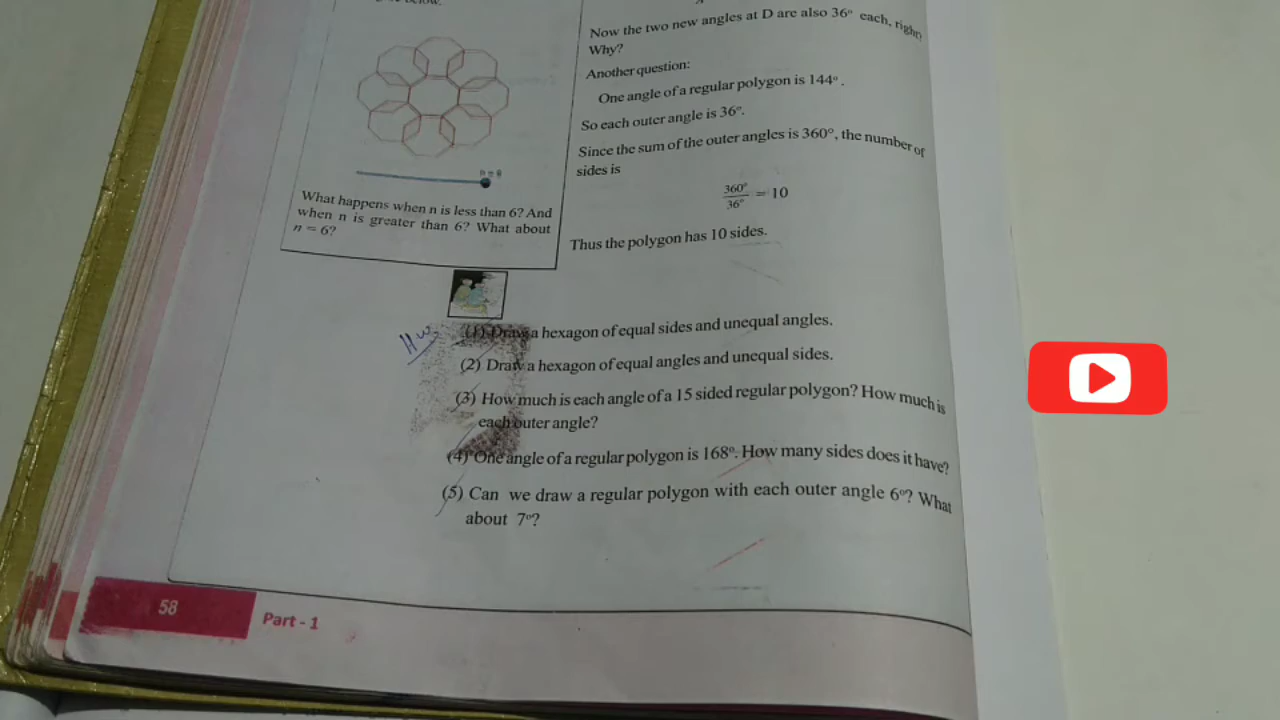 below.
What happens when n is less than 6? And
when n is greater than 6? What about
n = 6?
Now the two new angles at D are also 36° each, right?
Why?
Another question:
One angle of a regular polygon is 144°.
So each outer angle is 36°.
Since the sum of the outer angles is 360°, the number of
sides is
360°/36° = 10
Thus the polygon has 10 sides.
H.W
(1) Draw a hexagon of equal sides and unequal angles.
(2) Draw a hexagon of equal angles and unequal sides.
(3) How much is each angle of a 15 sided regular polygon? How much is
each outer angle?
(4) One angle of a regular polygon is 168°. How many sides does it have?
(5) Can we draw a regular polygon with each outer angle 6°? What
about 7°?
58
Part - 1